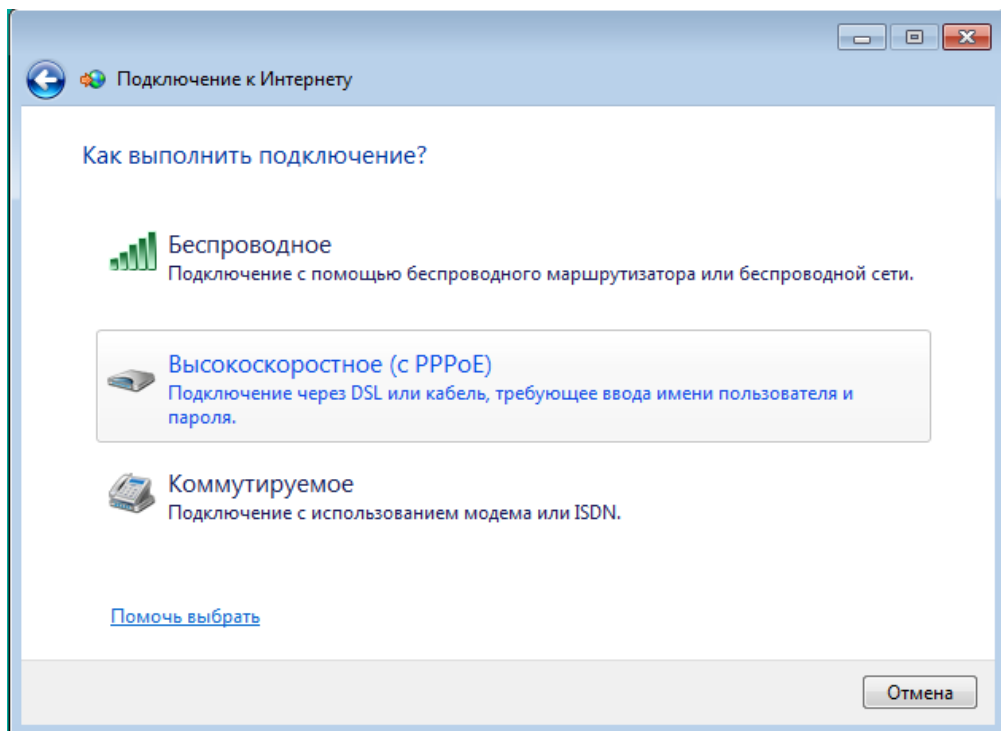 Подключение к Интернету
Как выполнить подключение?
Беспроводное
Подключение с помощью беспроводного маршрутизатора или беспроводной сети.
Высокоскоростное (с PPPoE)
Подключение через DSL или кабель, требующее ввода имени пользователя и
пароля.
Коммутируемое
Подключение с использованием модема или ISDN.
Помочь выбрать
Отмена